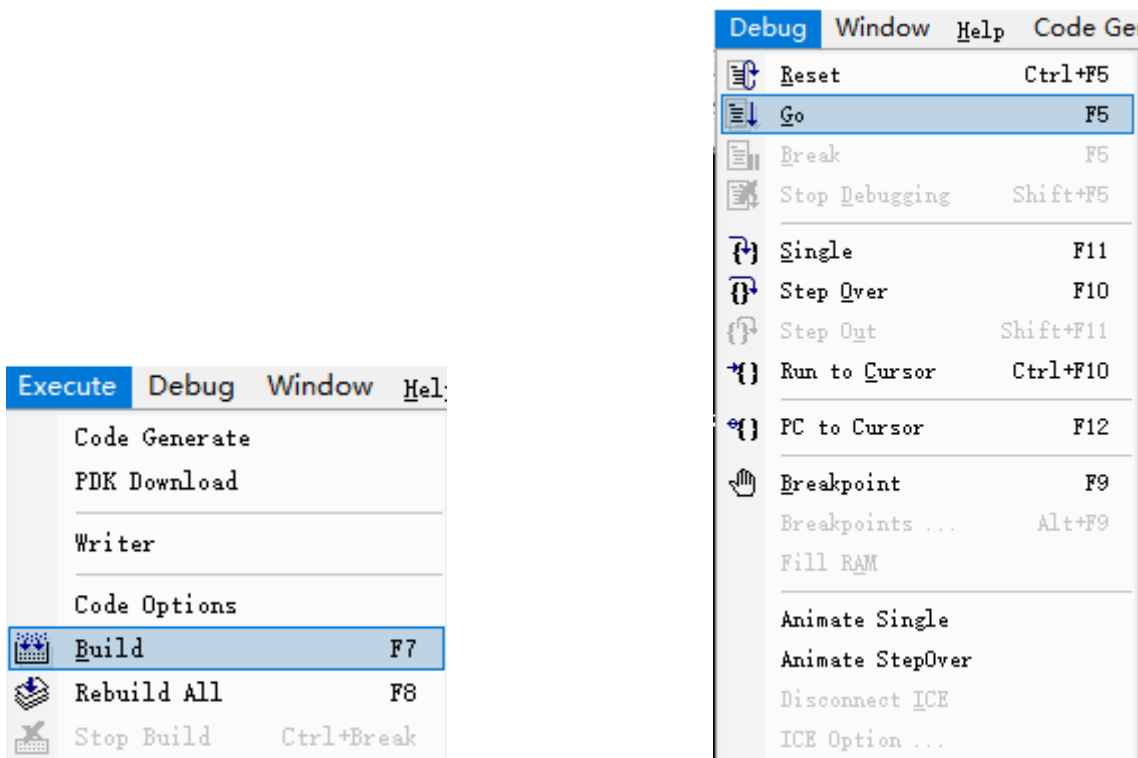 Execute Debug Window Hel
Code Generate
PDK Download
Writer
Code Options
Build F7
Rebuild All F8
Stop Build Ctrl+Break
Debug Window Help Code Ge
Reset Ctrl+F5
Go F5
Break F5
Stop Debugging Shift+F5
Single F11
Step Over F10
Step Out Shift+F11
Run to Cursor Ctrl+F10
PC to Cursor F12
Breakpoint F9
Breakpoints ... Alt+F9
Fill RAM
Animate Single
Animate StepOver
Disconnect ICE
ICE Option ...